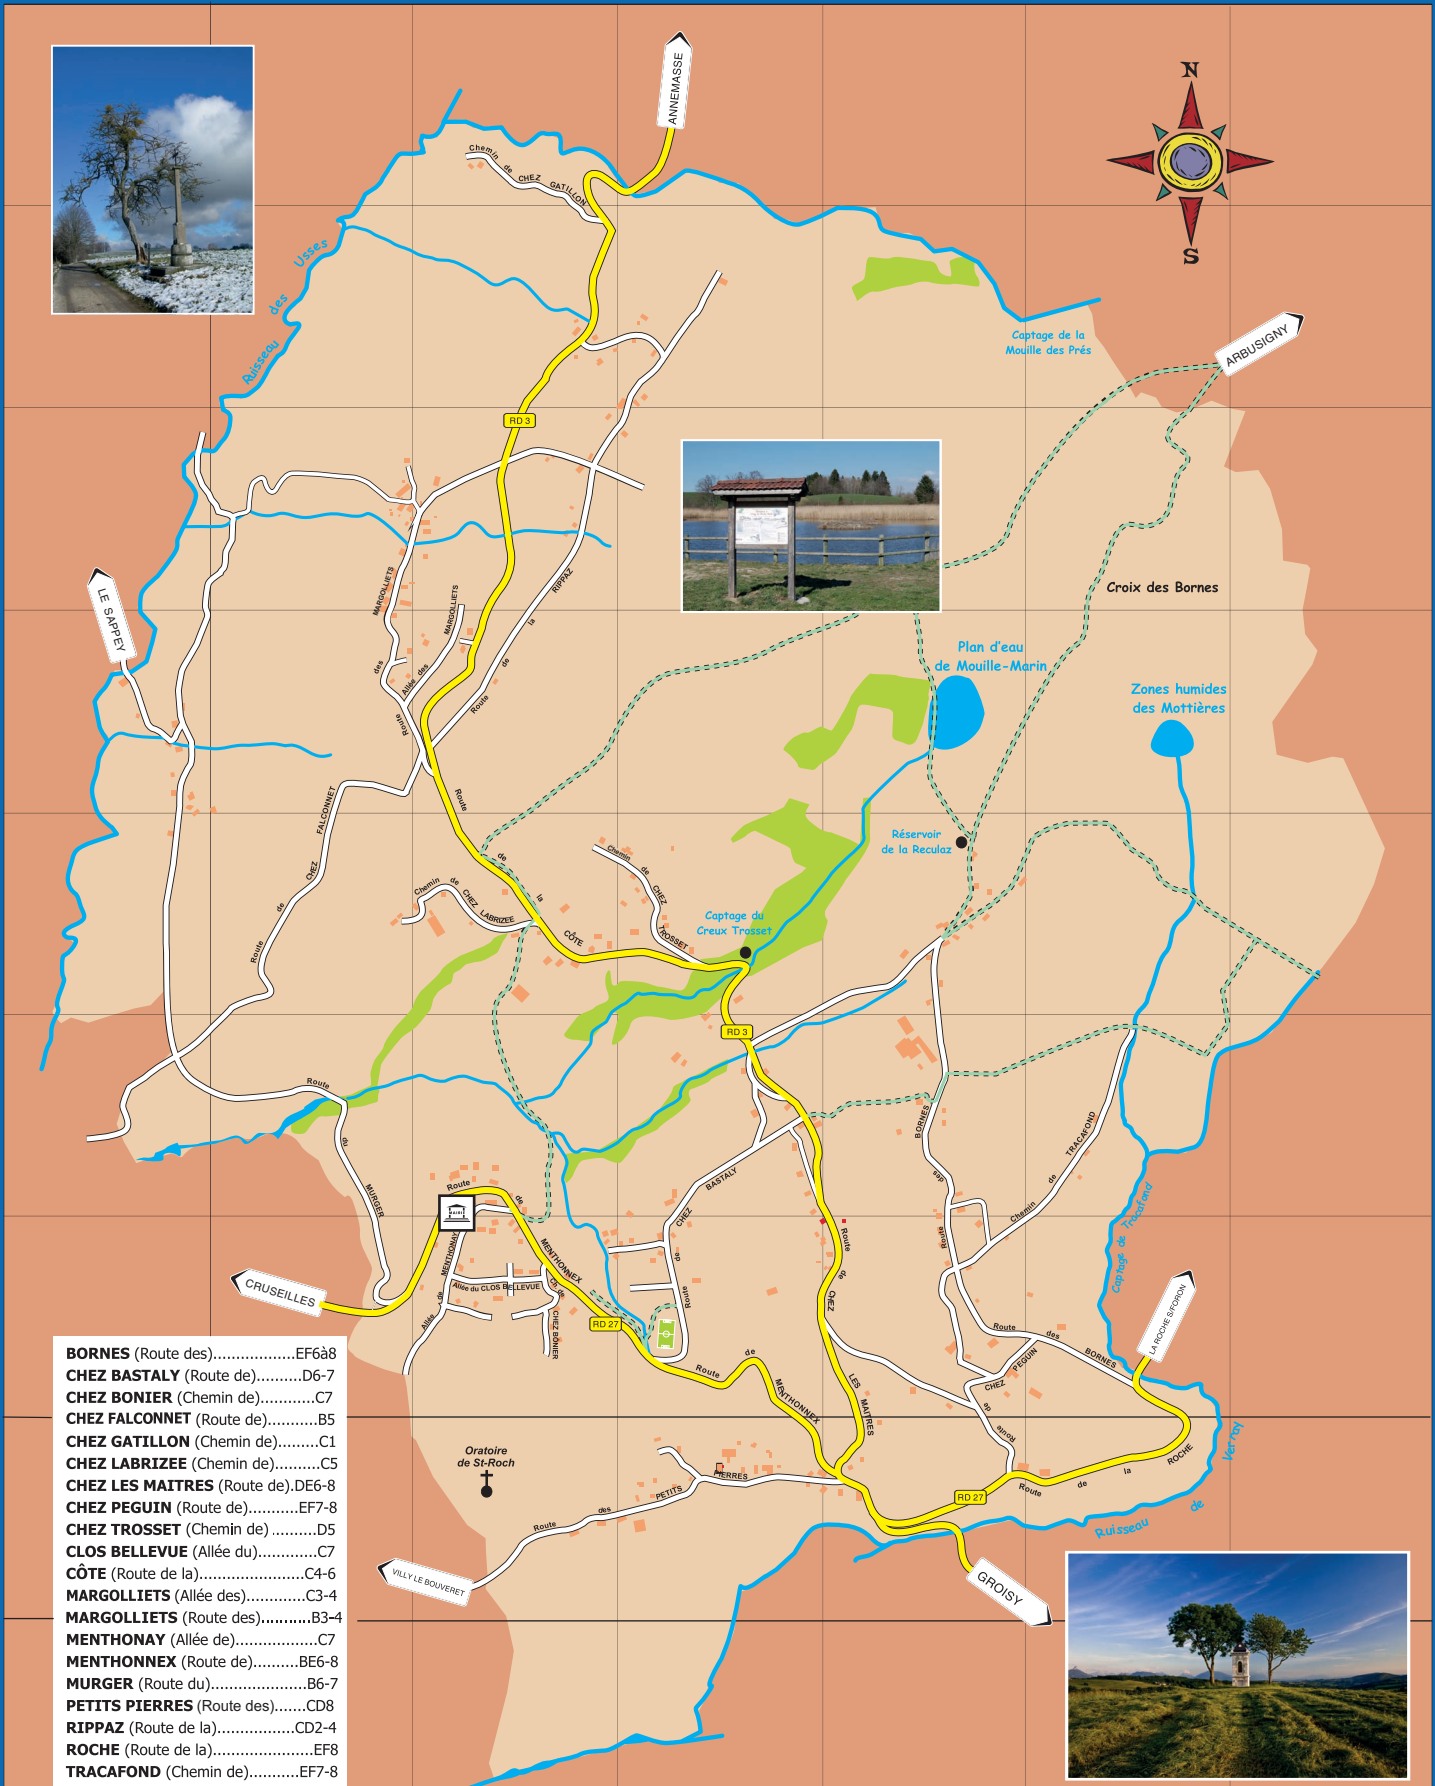 N
S
ANNEMASSE
Chemin de CHEZ GATILLON
Ruisseau des Usses
Captage de la
Mouille des Prés
ARBUSIGNY
RD 3
LE SAPPEY
MARGOLLIETS
des
Route
MARGOLLIETS
Allée des
RIPPAZ
la
de
Route
Croix des Bornes
Plan d'eau
de Mouille-Marin
Zones humides
des Mottières
Réservoir
de la Reculaz
Captage du
Creux Trosset
Route de la CÔTE
Route de CHEZ FALCONNET
Chemin de CHEZ LABRIZEE
Chemin de CHEZ TROSSET
RD 3
Route du MURGER
BORNES
des
Route
Chemin de TRACAFOND
Captage de Tracafond
BASTALY
CHEZ
de
Route
Route de MENTHONNEX
MAIRIE
Allée de MENTHONAY
Allée du CLOS BELLEVUE
Ch. de
CHEZ BONIER
RD 27
CRUSEILLES
Route de CHEZ LES MAITRES
Route de MENTHONNEX
Route des BORNES
PEGUIN
CHEZ
de
Route
LA ROCHE S/FORON
Oratoire
de St-Roch
Route des PETITS PIERRES
VILLY LE BOUVERET
RD 27
Route de la ROCHE
Ruisseau de Verray
GROISY
BORNES (Route des)...................EF6à8
CHEZ BASTALY (Route de)..........D6-7
CHEZ BONIER (Chemin de)..........C7
CHEZ FALCONNET (Route de)...........B5
CHEZ GATILLON (Chemin de).........C1
CHEZ LABRIZEE (Chemin de).........C5
CHEZ LES MAITRES (Route de).DE6-8
CHEZ PEGUIN (Route de)...........EF7-8
CHEZ TROSSET (Chemin de) ..........D5
CLOS BELLEVUE (Allée du).............C7
CÔTE (Route de la)........................C4-6
MARGOLLIETS (Allée des).............C3-4
MARGOLLIETS (Route des)...........B3-4
MENTHONAY (Allée de)...................C7
MENTHONNEX (Route de)..........BE6-8
MURGER (Route du)......................B6-7
PETITS PIERRES (Route des).......CD8
RIPPAZ (Route de la)..................CD2-4
ROCHE (Route de la).......................EF8
TRACAFOND (Chemin de)...........EF7-8